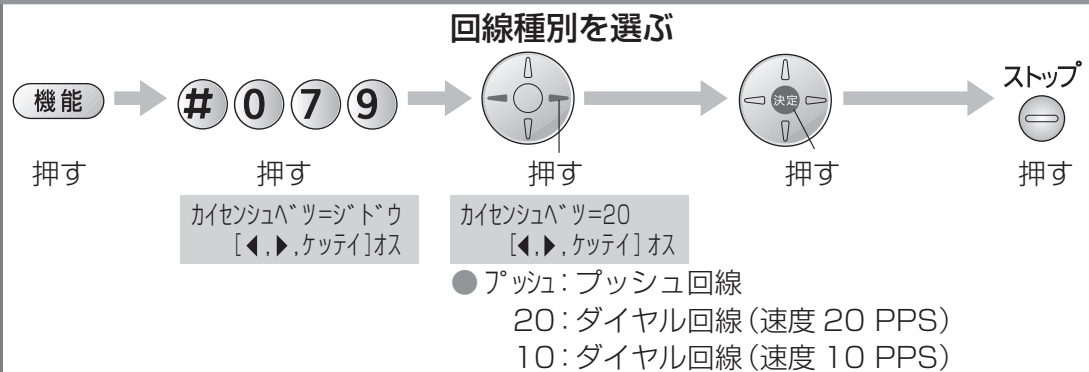 回線種別を選ぶ
機能 # 0 7 9 決定 ストップ
押す 押す 押す 押す 押す
ｶｲｾﾝｼｭﾍﾞﾂ=ｼﾞﾄﾞｳ ｶｲｾﾝｼｭﾍﾞﾂ=20
[◀,▶,ｹｯﾃｲ]ｵｽ [◀,▶,ｹｯﾃｲ]ｵｽ
● ﾌﾟｯｼｭ：プッシュ回線
20：ダイヤル回線（速度 20 PPS）
10：ダイヤル回線（速度 10 PPS）